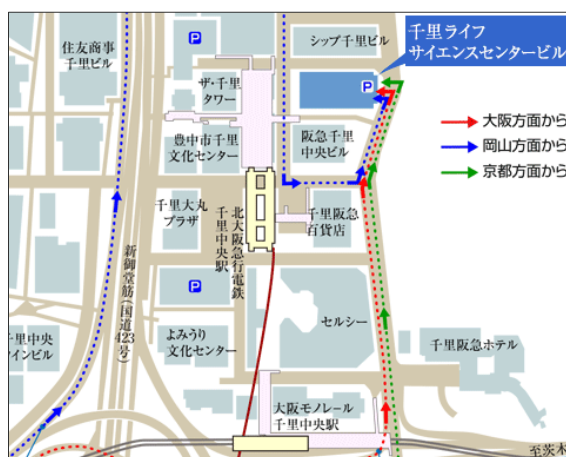 千里ライフ
サイエンスセンタービル
住友商事
千里ビル
P
シップ千里ビル
ザ・千里
タワー
P
豊中市千里
文化センター
阪急千里
中央ビル
大阪方面から
岡山方面から
京都方面から
千里大丸
プラザ
北大阪急行電鉄
千里中央駅
千里阪急
百貨店
新御堂筋(国道423号)
P
セルシー
千里中央
インビル
よみうり
文化センター
千里阪急ホテル
大阪モノレール
千里中央駅
至茨木